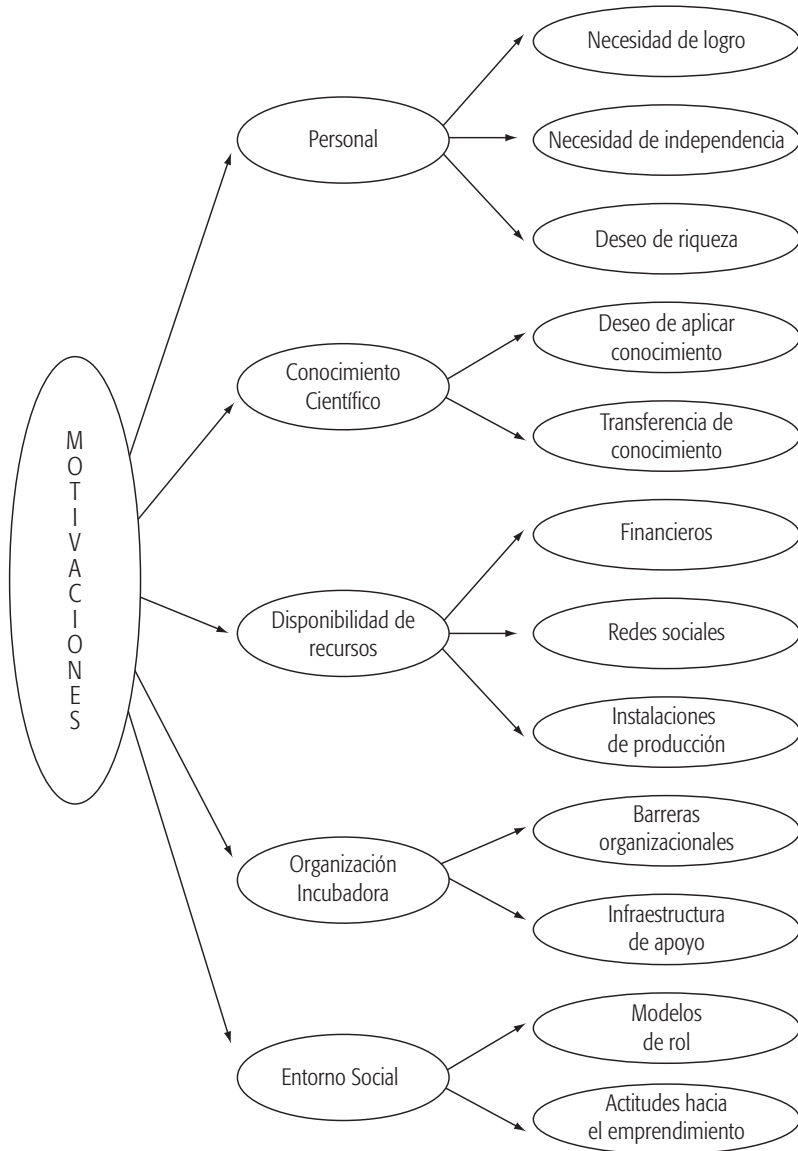 MOTIVACIONES
Personal
Necesidad de logro
Necesidad de independencia
Deseo de riqueza
Conocimiento
Científico
Deseo de aplicar
conocimiento
Transferencia de
conocimiento
Disponibilidad de
recursos
Financieros
Redes sociales
Instalaciones
de producción
Organización
Incubadora
Barreras
organizacionales
Infraestructura
de apoyo
Entorno Social
Modelos
de rol
Actitudes hacia
el emprendimiento